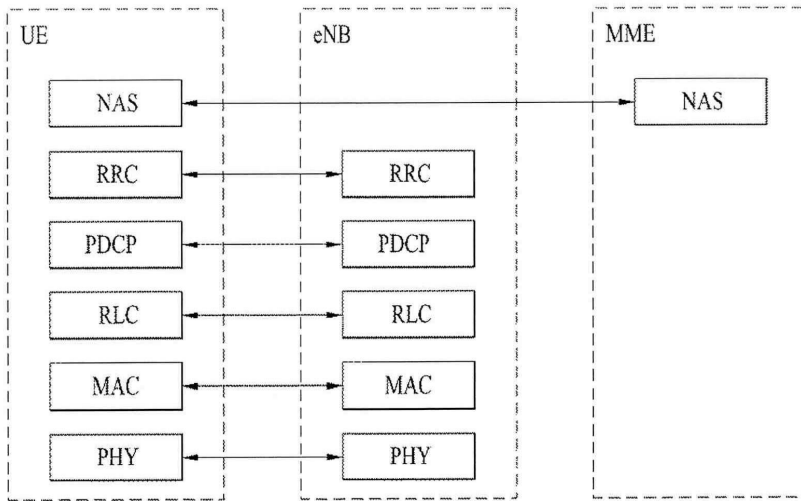 UE
eNB
MME
NAS
NAS
RRC
RRC
PDCP
PDCP
RLC
RLC
MAC
MAC
PHY
PHY